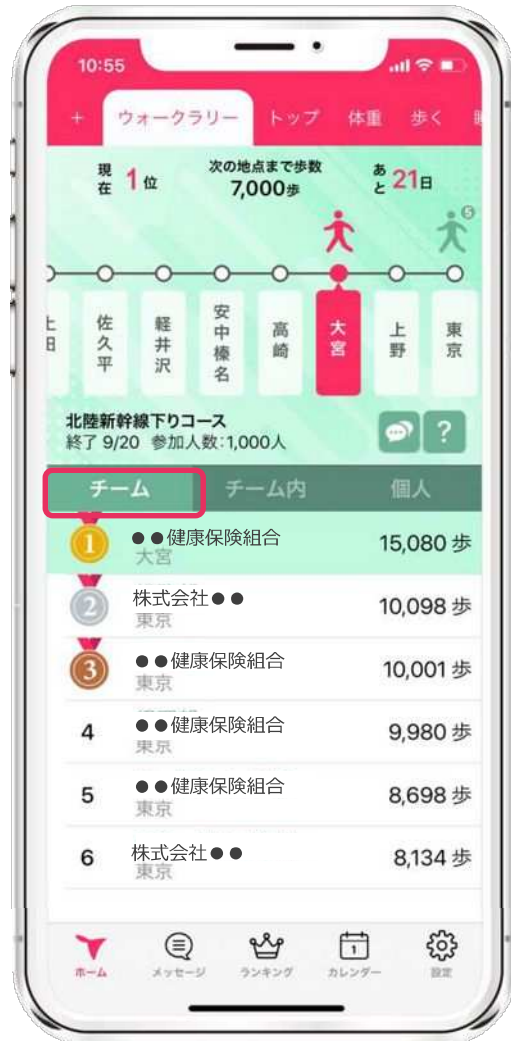 10:55
+ ウォークラリー トップ 体重 歩く
現在 1位
次の地点まで歩数
7,000歩
あと 21日
5
上田
佐久平
軽井沢
安中榛名
高崎
大宮
上野
東京
北陸新幹線下りコース
終了 9/20 参加人数:1,000人
?
チーム チーム内 個人
1 ●●健康保険組合 15,080 歩
大宮
2 株式会社●● 10,098 歩
東京
3 ●●健康保険組合 10,001 歩
東京
4 ●●健康保険組合 9,980 歩
東京
5 ●●健康保険組合 8,698 歩
東京
6 株式会社●● 8,134 歩
東京
1
ホーム メッセージ ランキング カレンダー 設定